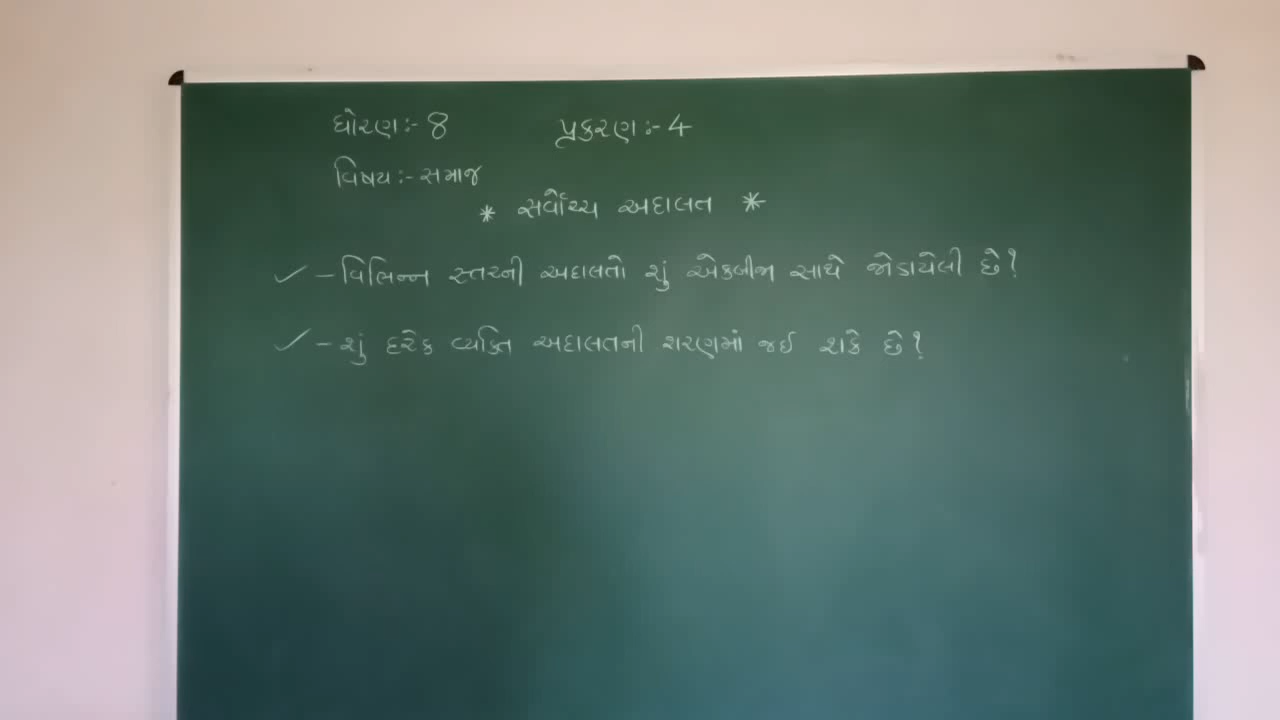 ધોરણ:- 8 પ્રકરણ:- 4
વિષય:- સમાજ
* સર્વોચ્ચ અદાલત *
✓ - વિભિન્ન સ્તરની અદાલતો શું એકબીજા સાથે જોડાયેલી છે?
✓ - શું દરેક વ્યક્તિ અદાલતની શરણમાં જઈ શકે છે?